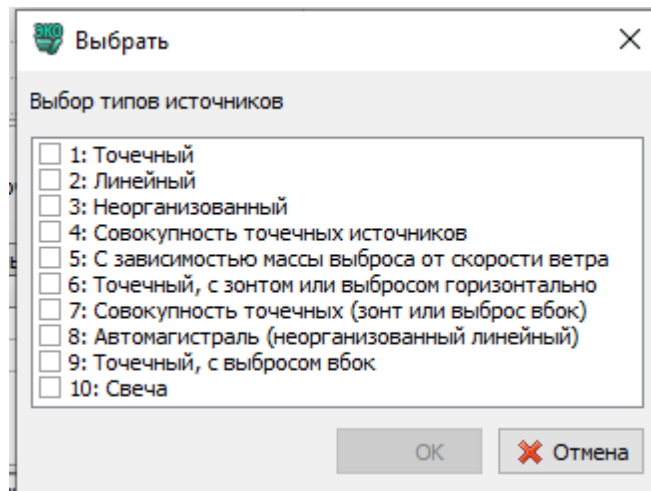 ЭКО
Выбрать
Выбор типов источников
1: Точечный
2: Линейный
3: Неорганизованный
4: Совокупность точечных источников
5: С зависимостью массы выброса от скорости ветра
6: Точечный, с зонтом или выбросом горизонтально
7: Совокупность точечных (зонт или выброс вбок)
8: Автомагистраль (неорганизованный линейный)
9: Точечный, с выбросом вбок
10: Свеча
OK
Отмена